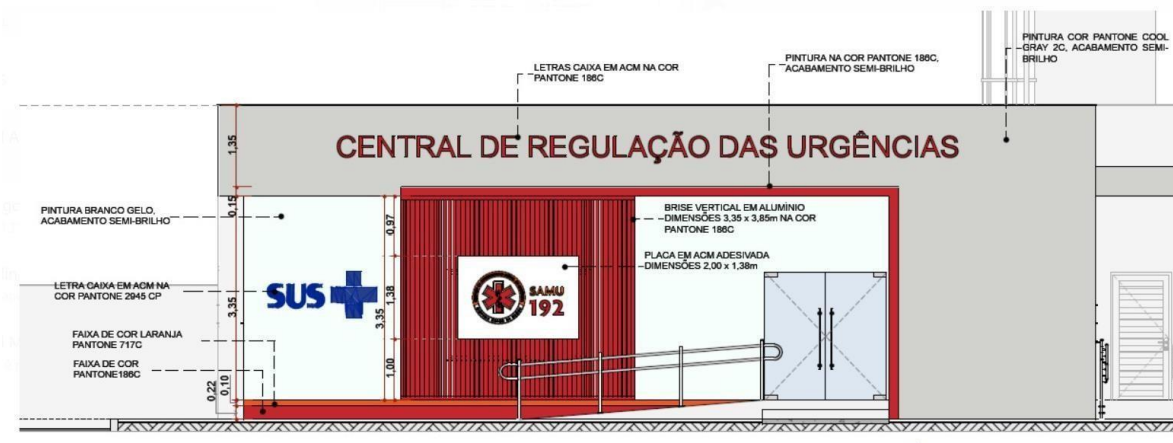 PINTURA COR PANTONE COOL
GRAY 2C, ACABAMENTO SEMI-
BRILHO
PINTURA NA COR PANTONE 186C,
ACABAMENTO SEMI-BRILHO
LETRAS CAIXA EM ACM NA COR
PANTONE 186C
1,35
CENTRAL DE REGULAÇÃO DAS URGÊNCIAS
0,15
PINTURA BRANCO GELO,
ACABAMENTO SEMI-BRILHO
0,97
BRISE VERTICAL EM ALUMÍNIO
DIMENSÕES 3,35 x 3,85m NA COR
PANTONE 186C
PLACA EM ACM ADESIVADA
DIMENSÕES 2,00 x 1,38m
LETRA CAIXA EM ACM NA
COR PANTONE 2945 CP
SUS
SAMU
192
3,35
3,35
1,38
FAIXA DE COR LARANJA
PANTONE 717C
FAIXA DE COR
PANTONE186C
1,00
0,22
0,10